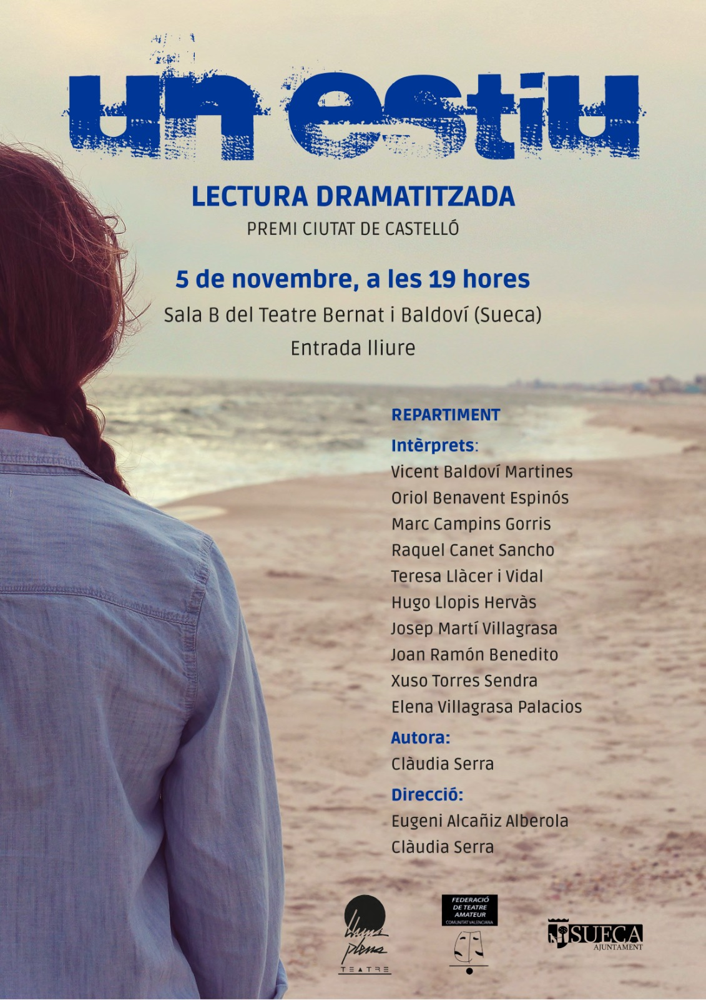 un estiu
LECTURA DRAMATITZADA
PREMI CIUTAT DE CASTELLÓ
5 de novembre, a les 19 hores
Sala B del Teatre Bernat i Baldoví (Sueca)
Entrada lliure
REPARTIMENT
Intèrprets:
Vicent Baldoví Martines
Oriol Benavent Espinós
Marc Campins Gorris
Raquel Canet Sancho
Teresa Llàcer i Vidal
Hugo Llopis Hervàs
Josep Martí Villagrasa
Joan Ramón Benedito
Xuso Torres Sendra
Elena Villagrasa Palacios
Autora:
Clàudia Serra
Direcció:
Eugeni Alcañiz Alberola
Clàudia Serra
lluna
plena
TEATRE
FEDERACIÓ
DE TEATRE
AMATEUR
COMUNITAT VALENCIANA
SUECA
AJUNTAMENT